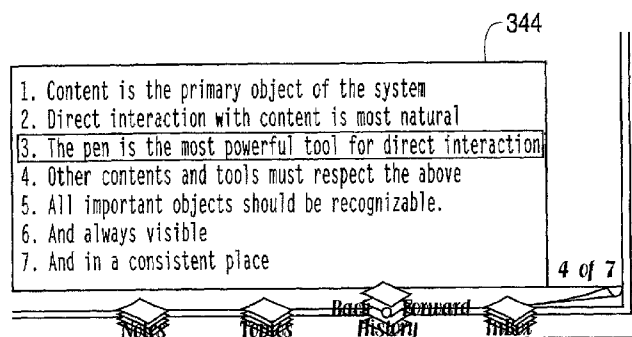 344
1. Content is the primary object of the system
2. Direct interaction with content is most natural
3. The pen is the most powerful tool for direct interaction
4. Other contents and tools must respect the above
5. All important objects should be recognizable.
6. And always visible
7. And in a consistent place
4 of 7
Back Forward
Notes Topics History Inker